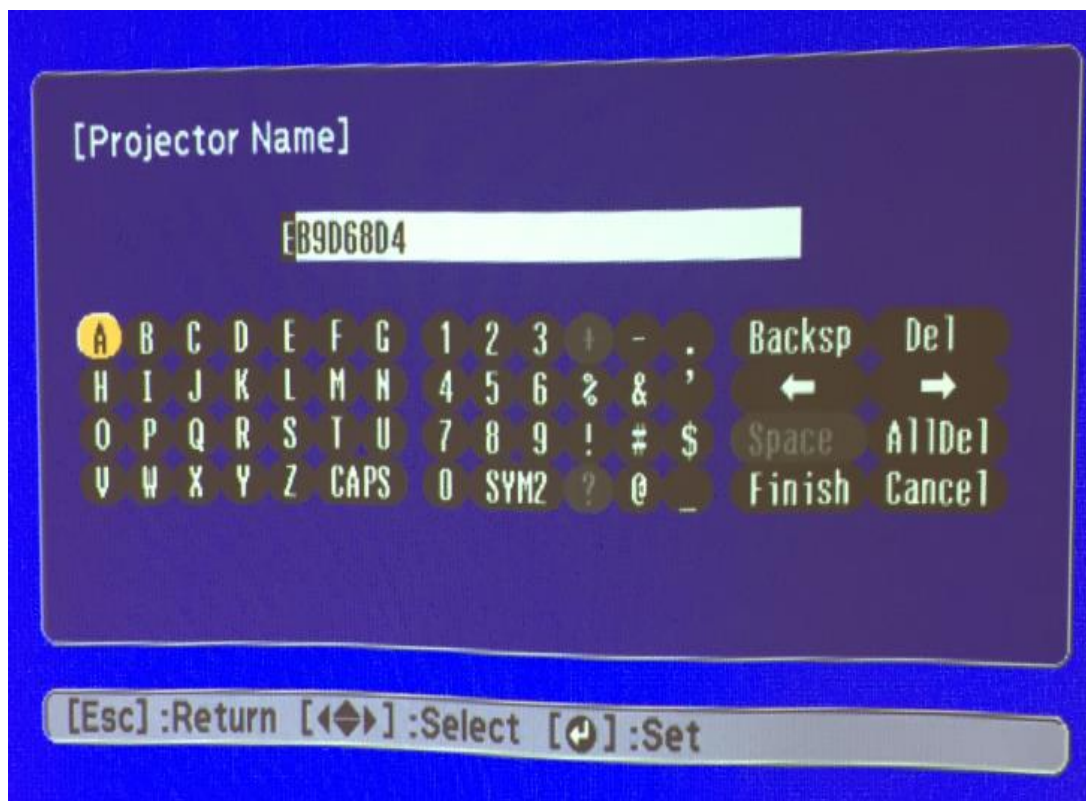 [Projector Name]
EB9D68D4
A B C D E F G 1 2 3 + - . Backsp Del
H I J K L M N 4 5 6 % & ’ ← →
O P Q R S T U 7 8 9 ! # $ Space AllDel
V W X Y Z CAPS 0 SYM2 ? @ _ Finish Cancel
[Esc] :Return [◀◆▶] :Select [↵] :Set